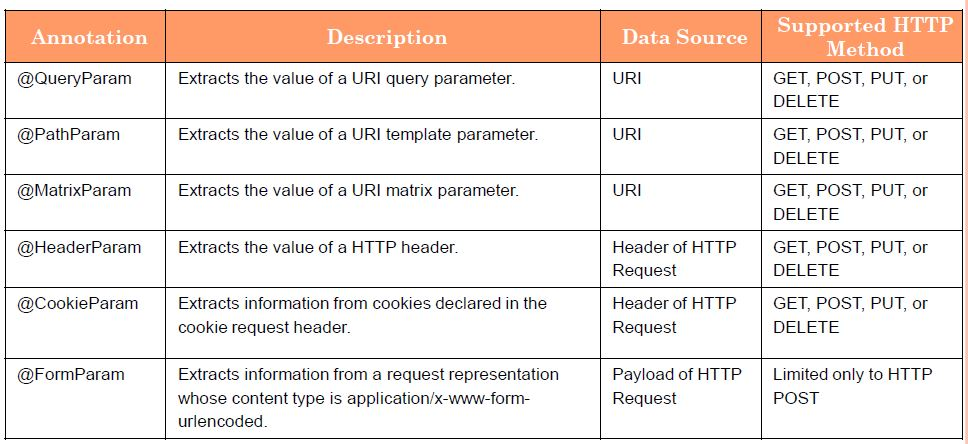 Annotation Description Data Source Supported HTTP
Method
@QueryParam Extracts the value of a URI query parameter. URI GET, POST, PUT, or
DELETE
@PathParam Extracts the value of a URI template parameter. URI GET, POST, PUT, or
DELETE
@MatrixParam Extracts the value of a URI matrix parameter. URI GET, POST, PUT, or
DELETE
@HeaderParam Extracts the value of a HTTP header. Header of HTTP GET, POST, PUT, or
Request DELETE
@CookieParam Extracts information from cookies declared in the Header of HTTP GET, POST, PUT, or
cookie request header. Request DELETE
@FormParam Extracts information from a request representation Payload of HTTP Limited only to HTTP
whose content type is application/x-www-form- Request POST
urlencoded.